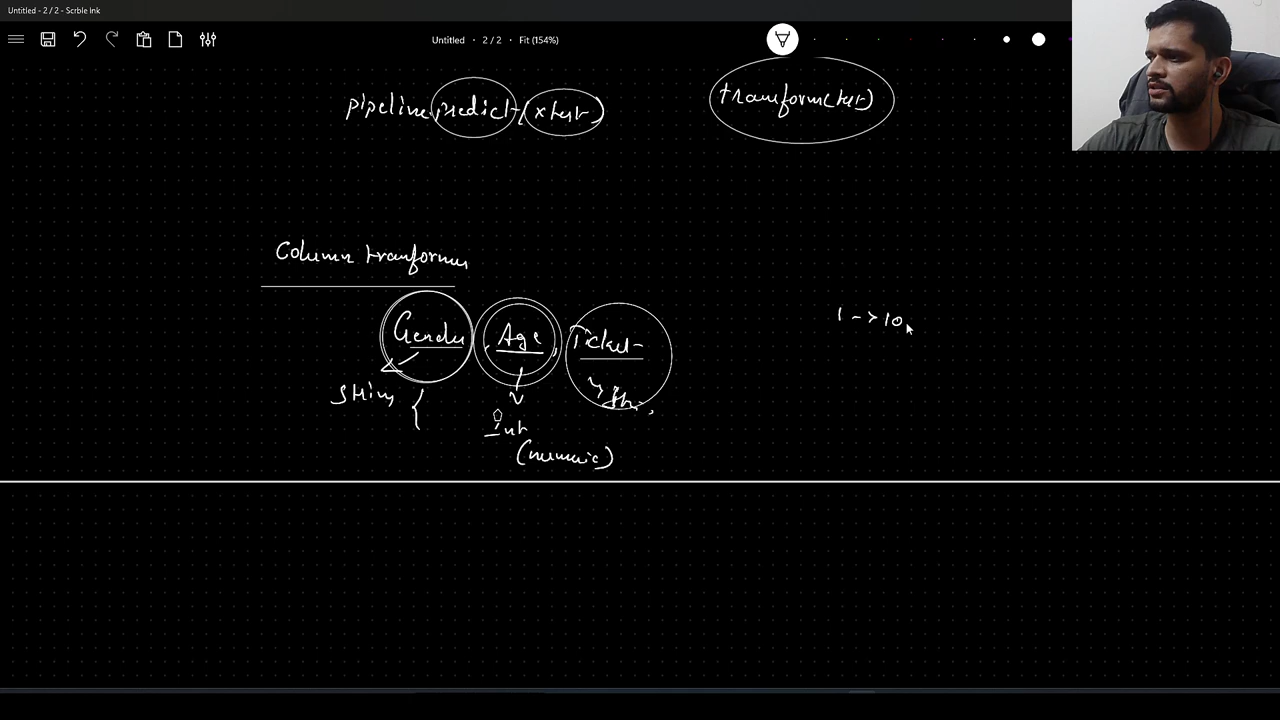 Untitled - 2 / 2 - Scrble Ink
Untitled • 2 / 2 • Fit (154%)
pipeline.predict(xtest)
transform(test)
Column tranformer
Gender, Age, Ticket
1 -> 10
String {
int
(numeric)